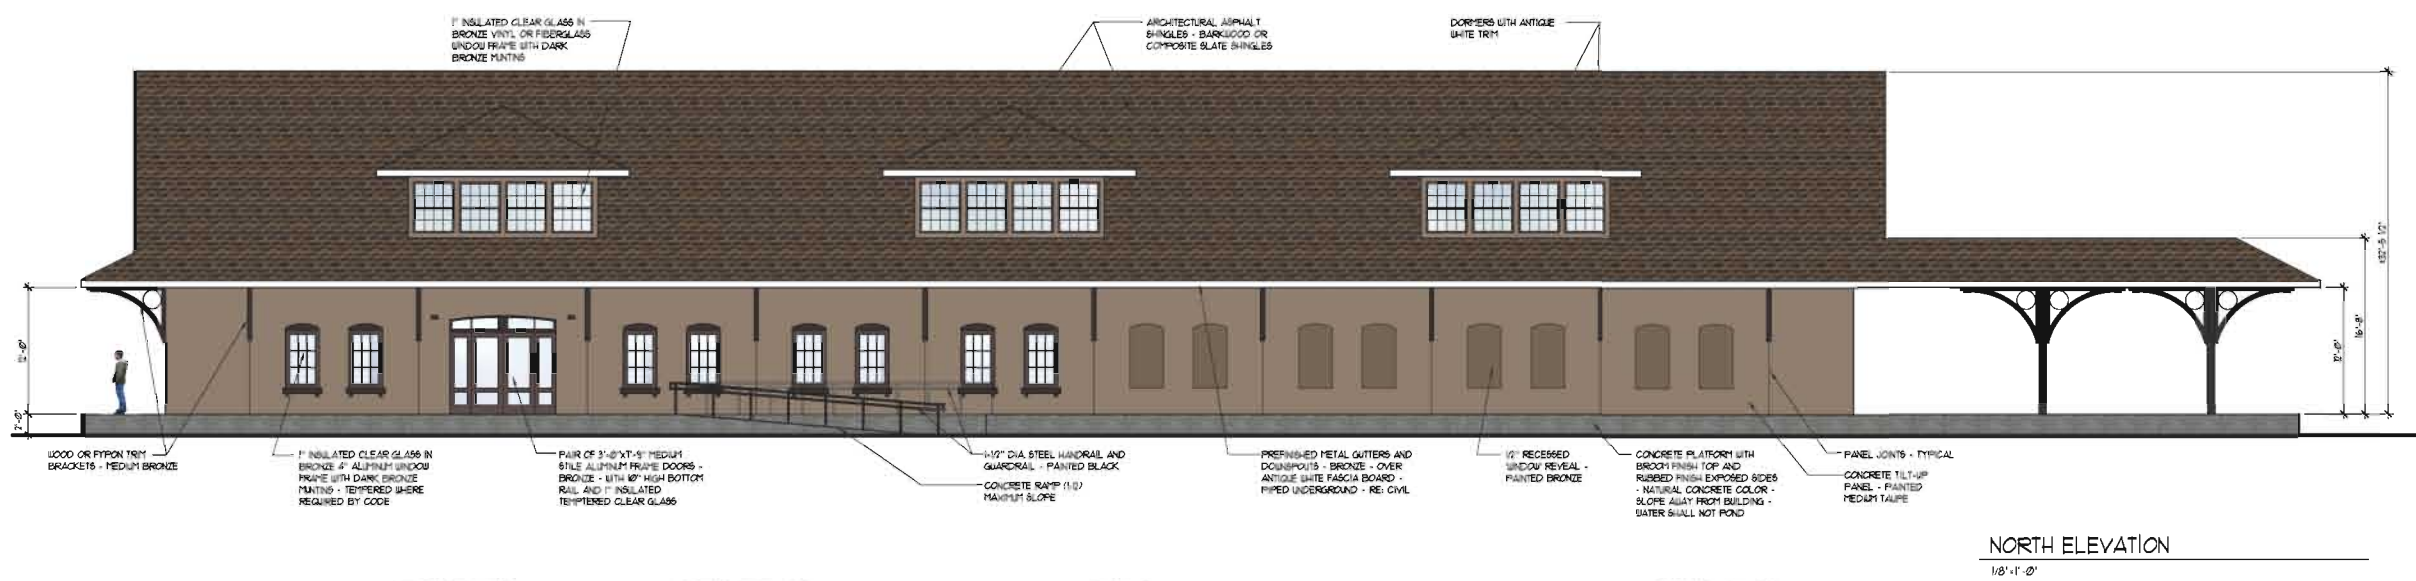 1" INSULATED CLEAR GLASS IN
BRONZE VINYL OR FIBERGLASS
WINDOW FRAME WITH DARK
BRONZE MUNTINS
ARCHITECTURAL ASPHALT
SHINGLES - BARKWOOD OR
COMPOSITE SLATE SHINGLES
DORMERS WITH ANTIQUE
WHITE TRIM
12'-0"
2'-0"
12'-0"
16'-8"
WOOD OR FYPON TRIM
BRACKETS - MEDIUM BRONZE
1" INSULATED CLEAR GLASS IN
BRONZE 4" ALUMINUM WINDOW
FRAME WITH DARK BRONZE
MUNTINS - TEMPERED WHERE
REQUIRED BY CODE
PAIR OF 3'-0"x7'-9" MEDIUM
STILE ALUMINUM FRAME DOORS -
BRONZE - WITH 10" HIGH BOTTOM
RAIL AND 1" INSULATED
TEMPTERED CLEAR GLASS
1-1/2" DIA. STEEL HANDRAIL AND
GUARDRAIL - PAINTED BLACK
CONCRETE RAMP (1:12)
MAXIMUM SLOPE
PREFINISHED METAL GUTTERS AND
DOWNSPOUTS - BRONZE - OVER
ANTIQUE WHITE FASCIA BOARD -
PIPED UNDERGROUND - RE: CIVIL
1/2" RECESSED
WINDOW REVEAL -
PAINTED BRONZE
CONCRETE PLATFORM WITH
BROOM FINISH TOP AND
RUBBED FINISH EXPOSED SIDES
- NATURAL CONCRETE COLOR -
SLOPE AWAY FROM BUILDING -
WATER SHALL NOT POND
PANEL JOINTS - TYPICAL
CONCRETE TILT-UP
PANEL - PAINTED
MEDIUM TAUPE
NORTH ELEVATION
1/8"=1'-0"